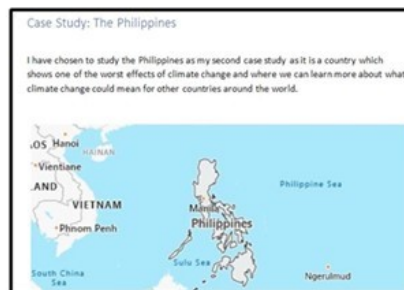 Case Study: The Philippines
I have chosen to study the Philippines as my second case study as it is a country which
shows one of the worst effects of climate change and where we can learn more about what
climate change could mean for other countries around the world.
.OS Hanoi
HAINAN
Vientiane
.AND
VIETNAM
Phnom Penh
Philippine Sea
Manila
Philippines
Sulu Sea
South China
Sea
Ngerulmud